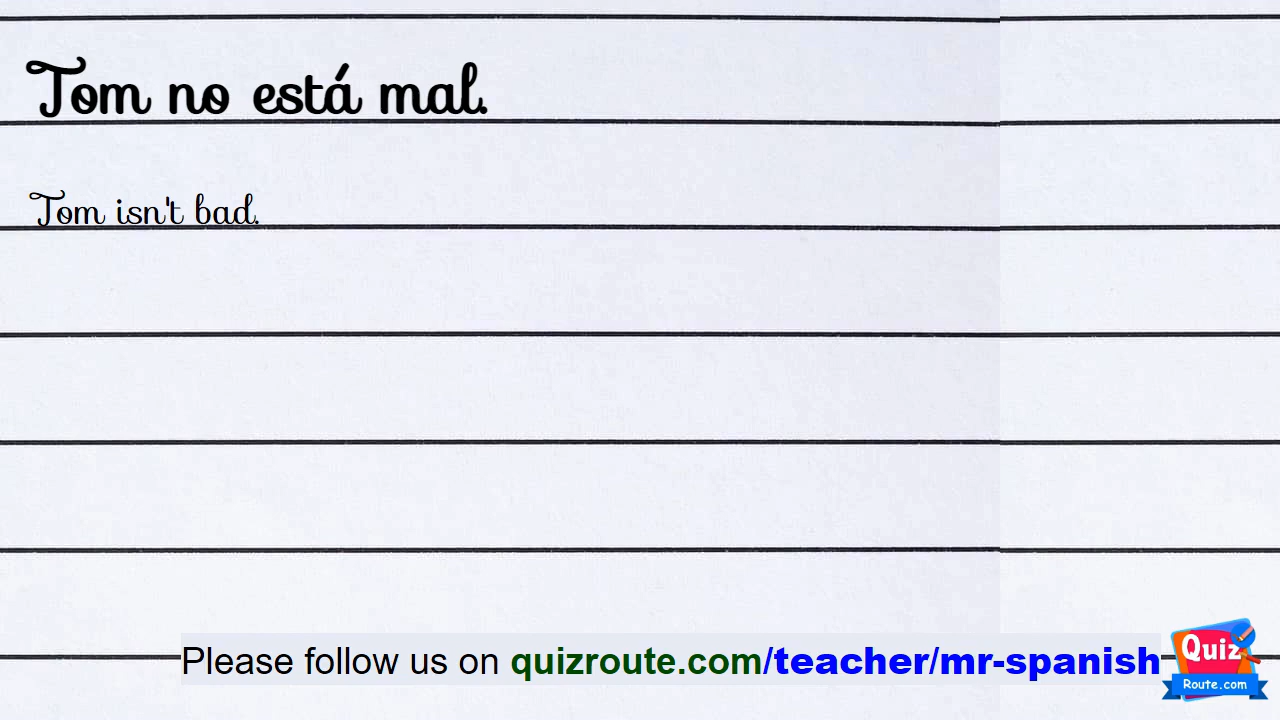 Tom no está mal.
Tom isn't bad.
Please follow us on quizroute.com/teacher/mr-spanish
Quiz
Route.com